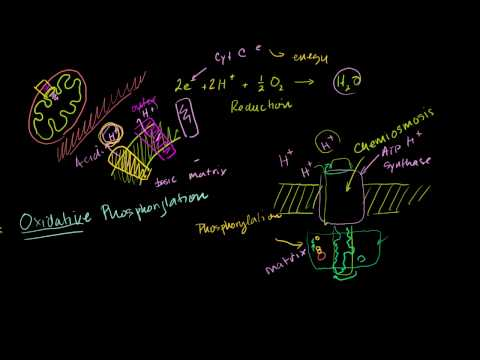 Cyt C e
energy
2e⁻ + 2H⁺ + ½ O₂ → H₂O
Reduction
outer
H⁺
H⁺
Acidic
matrix
Oxidative Phosphorylation
H⁺
H⁺
H⁺
H⁺
Chemiosmosis
ATP
Synthase
Phosphorylation
matrix